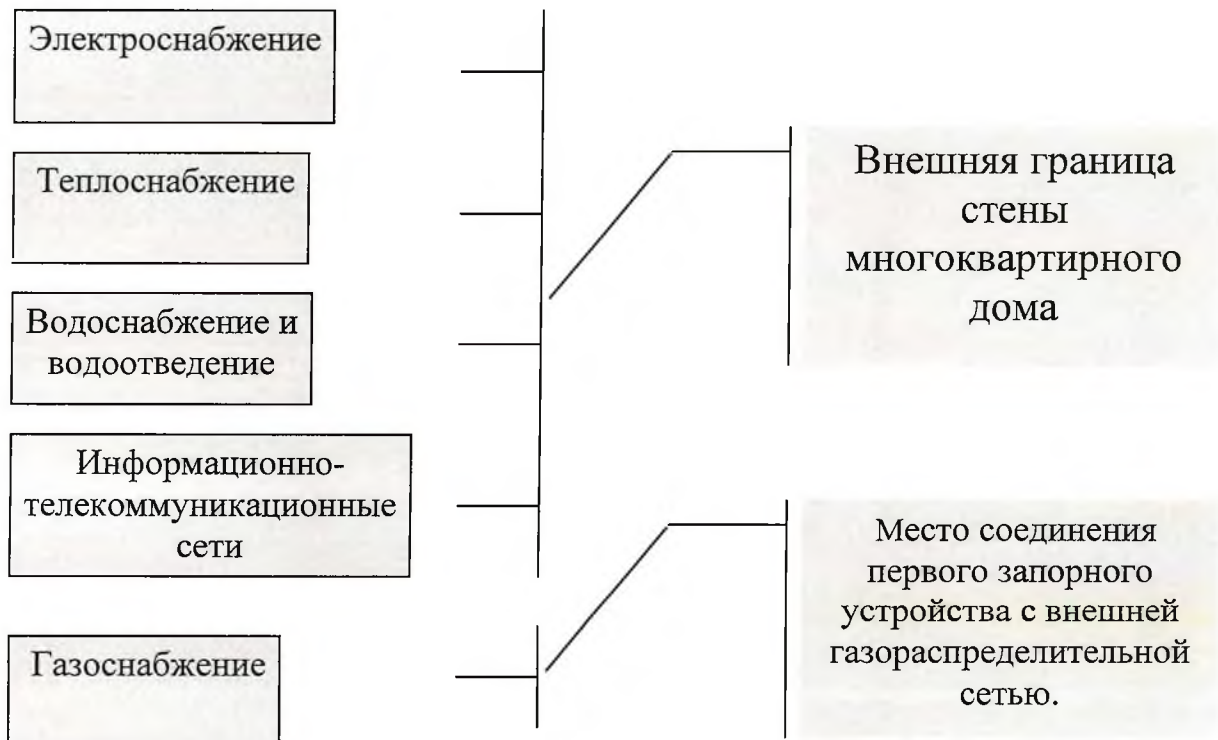 Электроснабжение
Теплоснабжение
Водоснабжение и
водоотведение
Информационно-
телекоммуникационные
сети
Газоснабжение
Внешняя граница
стены
многоквартирного
дома
Место соединения
первого запорного
устройства с внешней
газораспределительной
сетью.